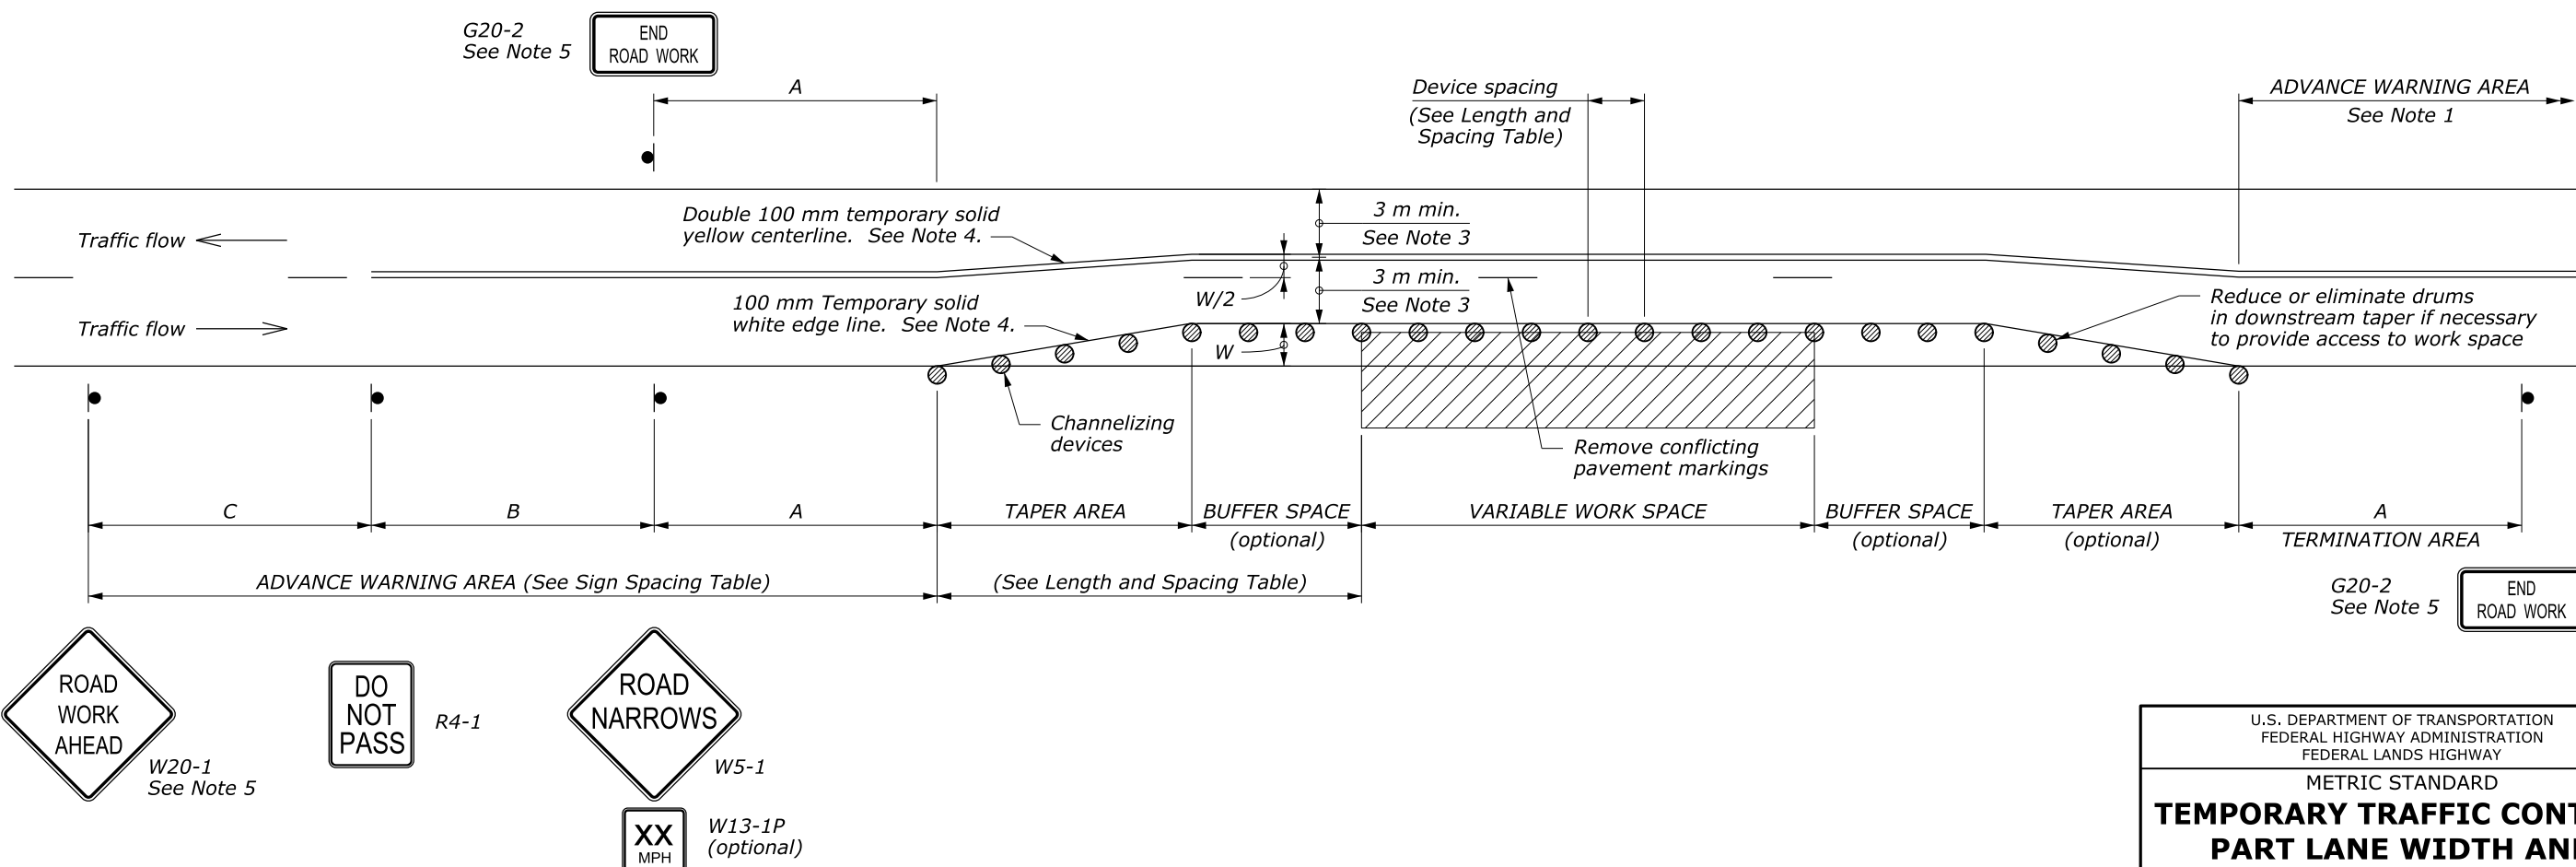 G20-2
See Note 5
END
ROAD WORK
A
Device spacing
(See Length and
Spacing Table)
ADVANCE WARNING AREA
See Note 1
Double 100 mm temporary solid
yellow centerline. See Note 4.
3 m min.
See Note 3
Traffic flow
W/2
3 m min.
See Note 3
100 mm Temporary solid
white edge line. See Note 4.
Traffic flow
W
Reduce or eliminate drums
in downstream taper if necessary
to provide access to work space
Channelizing
devices
Remove conflicting
pavement markings
C
B
A
TAPER AREA
BUFFER SPACE
(optional)
VARIABLE WORK SPACE
BUFFER SPACE
(optional)
TAPER AREA
(optional)
A
TERMINATION AREA
ADVANCE WARNING AREA (See Sign Spacing Table)
(See Length and Spacing Table)
G20-2
See Note 5
END
ROAD WORK
ROAD
WORK
AHEAD
W20-1
See Note 5
DO
NOT
PASS
R4-1
ROAD
NARROWS
W5-1
XX
MPH
W13-1P
(optional)
U.S. DEPARTMENT OF TRANSPORTATION
FEDERAL HIGHWAY ADMINISTRATION
FEDERAL LANDS HIGHWAY
METRIC STANDARD
TEMPORARY TRAFFIC CONT
PART LANE WIDTH AN